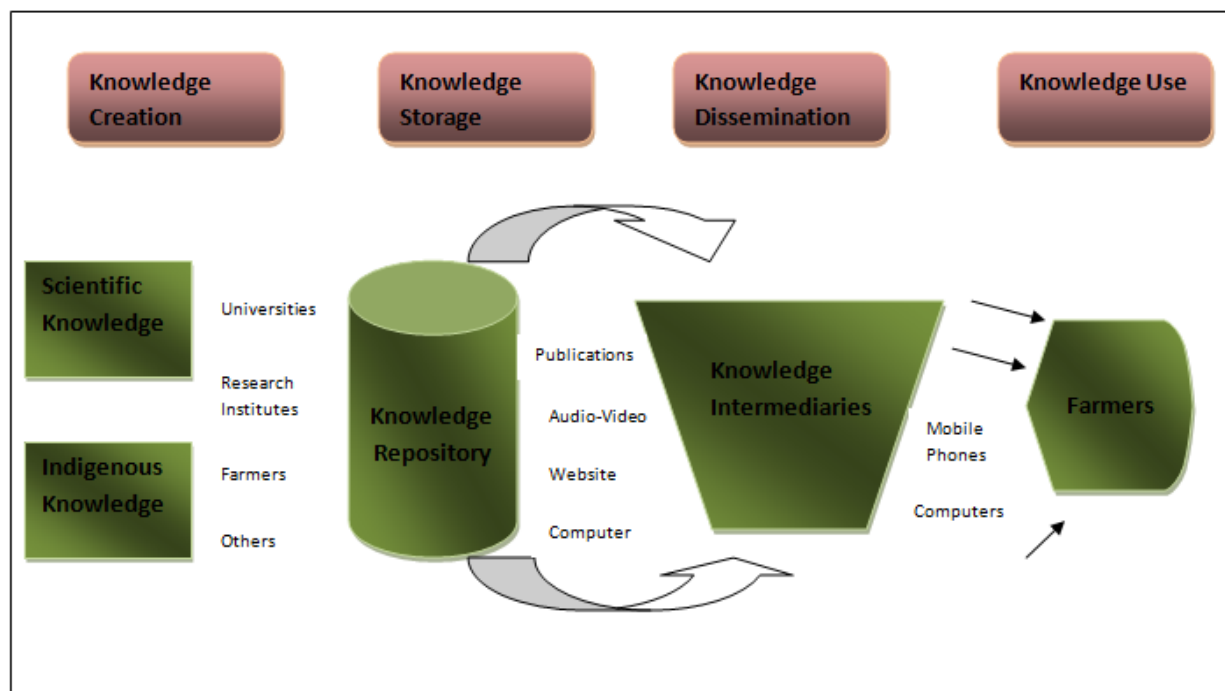 Knowledge
Creation
Knowledge
Storage
Knowledge
Dissemination
Knowledge Use
Scientific
Knowledge
Universities
Research
Institutes
Indigenous
Knowledge
Farmers
Others
Knowledge
Repository
Publications
Audio-Video
Website
Computer
Knowledge
Intermediaries
Mobile
Phones
Computers
Farmers